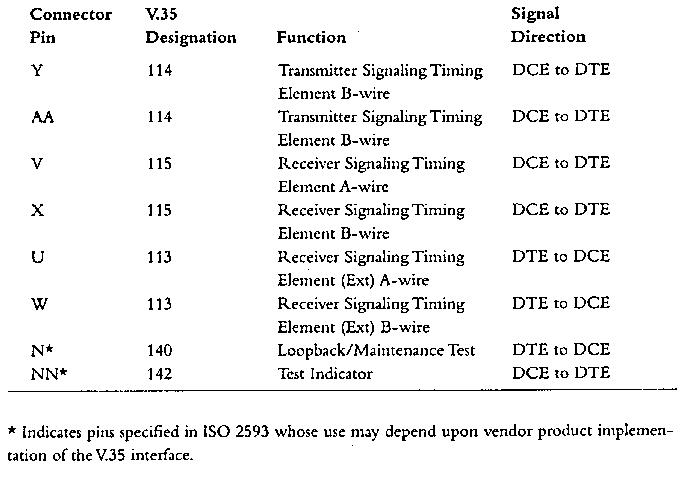 Connector V.35 Signal
Pin Designation Function Direction
Y 114 Transmitter Signaling Timing DCE to DTE
Element B-wire
AA 114 Transmitter Signaling Timing DCE to DTE
Element B-wire
V 115 Receiver Signaling Timing DCE to DTE
Element A-wire
X 115 Receiver Signaling Timing DCE to DTE
Element B-wire
U 113 Receiver Signaling Timing DTE to DCE
Element (Ext) A-wire
W 113 Receiver Signaling Timing DTE to DCE
Element (Ext) B-wire
N* 140 Loopback/Maintenance Test DTE to DCE
NN* 142 Test Indicator DCE to DTE
* Indicates pins specified in ISO 2593 whose use may depend upon vendor product implemen-
tation of the V.35 interface.